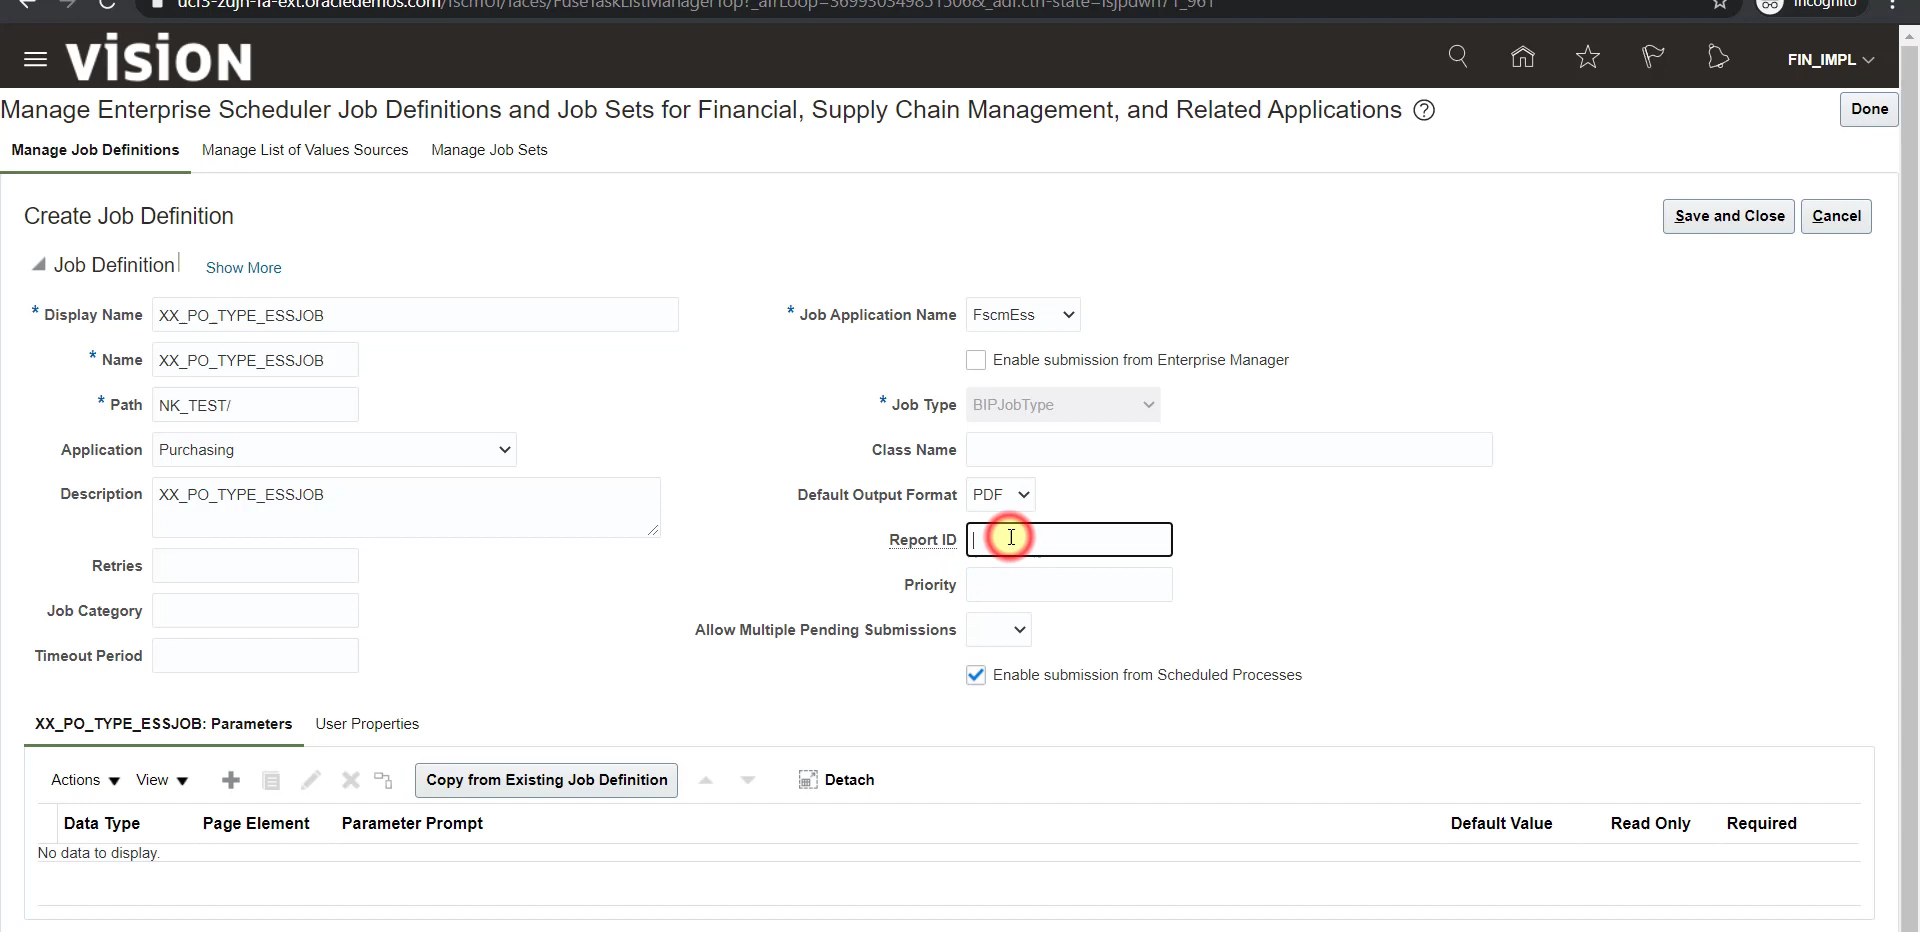 Incognito
vision
FIN_IMPL
Manage Enterprise Scheduler Job Definitions and Job Sets for Financial, Supply Chain Management, and Related Applications
Done
Manage Job Definitions Manage List of Values Sources Manage Job Sets
Create Job Definition
Save and Close Cancel
Job Definition Show More
* Display Name XX_PO_TYPE_ESSJOB
* Job Application Name FscmEss
* Name XX_PO_TYPE_ESSJOB
Enable submission from Enterprise Manager
* Path NK_TEST/
* Job Type BIPJobType
Application Purchasing
Class Name
Description XX_PO_TYPE_ESSJOB
Default Output Format PDF
Report ID
Retries
Priority
Job Category
Allow Multiple Pending Submissions
Timeout Period
Enable submission from Scheduled Processes
XX_PO_TYPE_ESSJOB: Parameters User Properties
Actions View Copy from Existing Job Definition Detach
Data Type Page Element Parameter Prompt Default Value Read Only Required
No data to display.